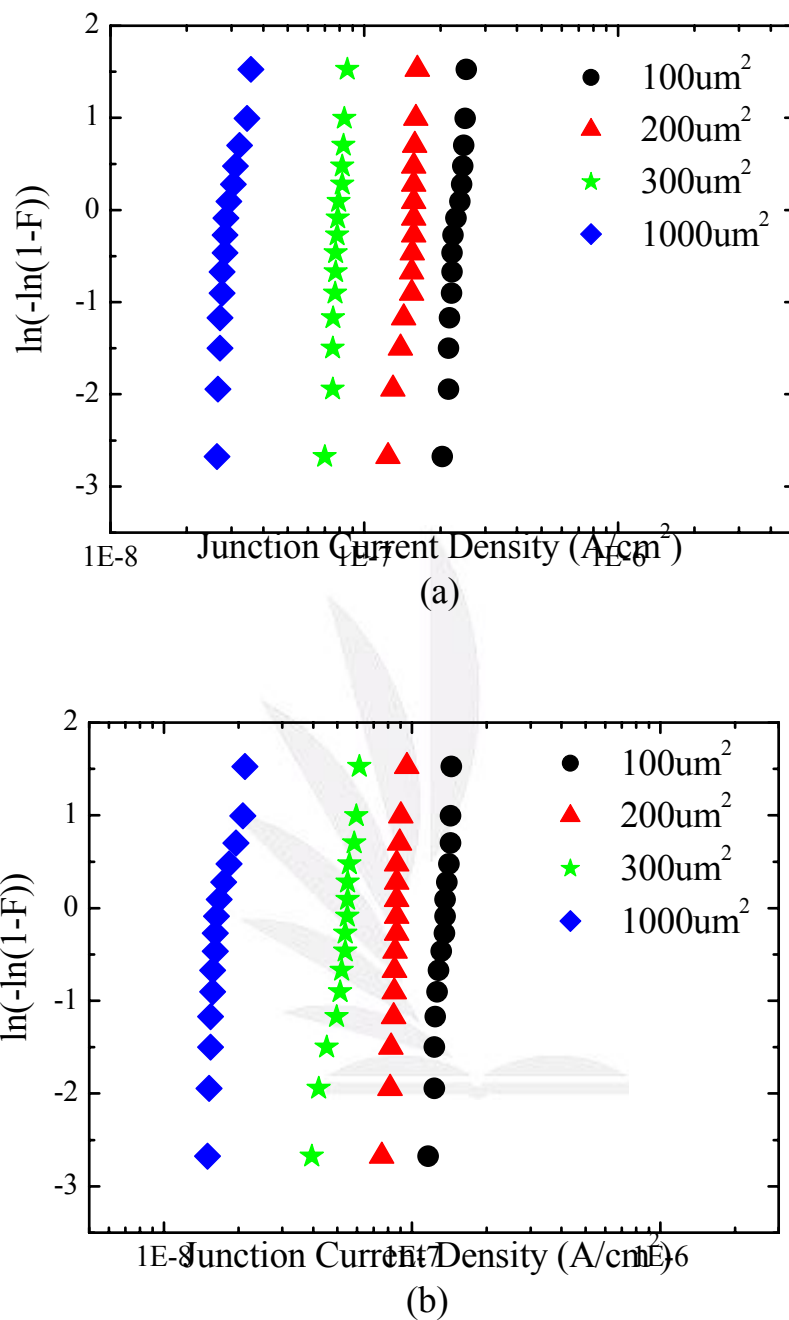 2
1
0
-1
-2
-3
ln(-ln(1-F))
100um²
200um²
300um²
1000um²
1E-8
1E-7
1E-6
Junction Current Density (A/cm²)
(a)
2
1
0
-1
-2
-3
ln(-ln(1-F))
100um²
200um²
300um²
1000um²
1E-8
1E-7
1E-6
Junction Current Density (A/cm²)
(b)